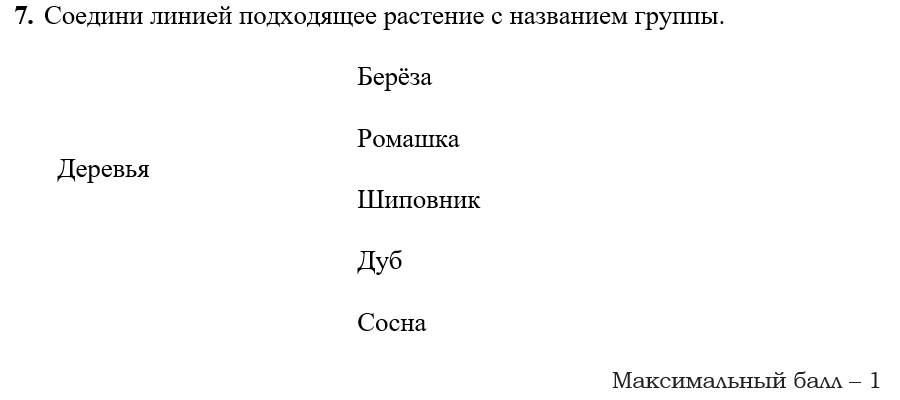 7. Соедини линией подходящее растение с названием группы.
Берёза
Ромашка
Деревья
Шиповник
Дуб
Сосна
Максимальный балл – 1